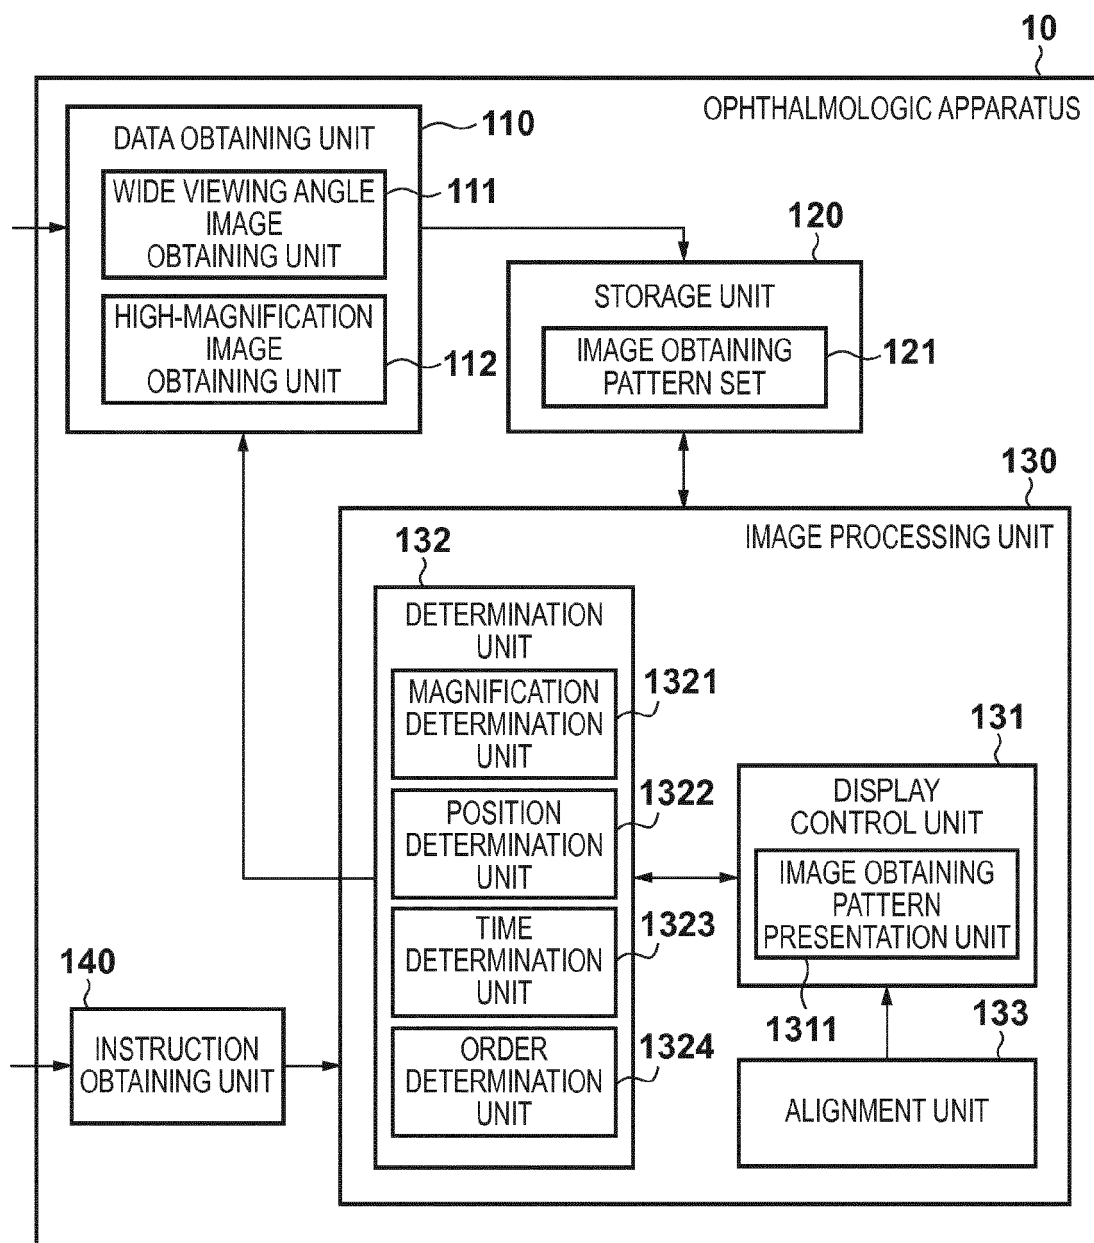 10
OPHTHALMOLOGIC APPARATUS
110
DATA OBTAINING UNIT
111
WIDE VIEWING ANGLE
IMAGE
OBTAINING UNIT
HIGH-MAGNIFICATION
IMAGE
OBTAINING UNIT
112
120
STORAGE UNIT
IMAGE OBTAINING
PATTERN SET
121
130
IMAGE PROCESSING UNIT
132
DETERMINATION
UNIT
MAGNIFICATION
DETERMINATION
UNIT
1321
POSITION
DETERMINATION
UNIT
1322
TIME
DETERMINATION
UNIT
1323
ORDER
DETERMINATION
UNIT
1324
131
DISPLAY
CONTROL UNIT
IMAGE OBTAINING
PATTERN
PRESENTATION UNIT
1311
133
ALIGNMENT UNIT
140
INSTRUCTION
OBTAINING UNIT